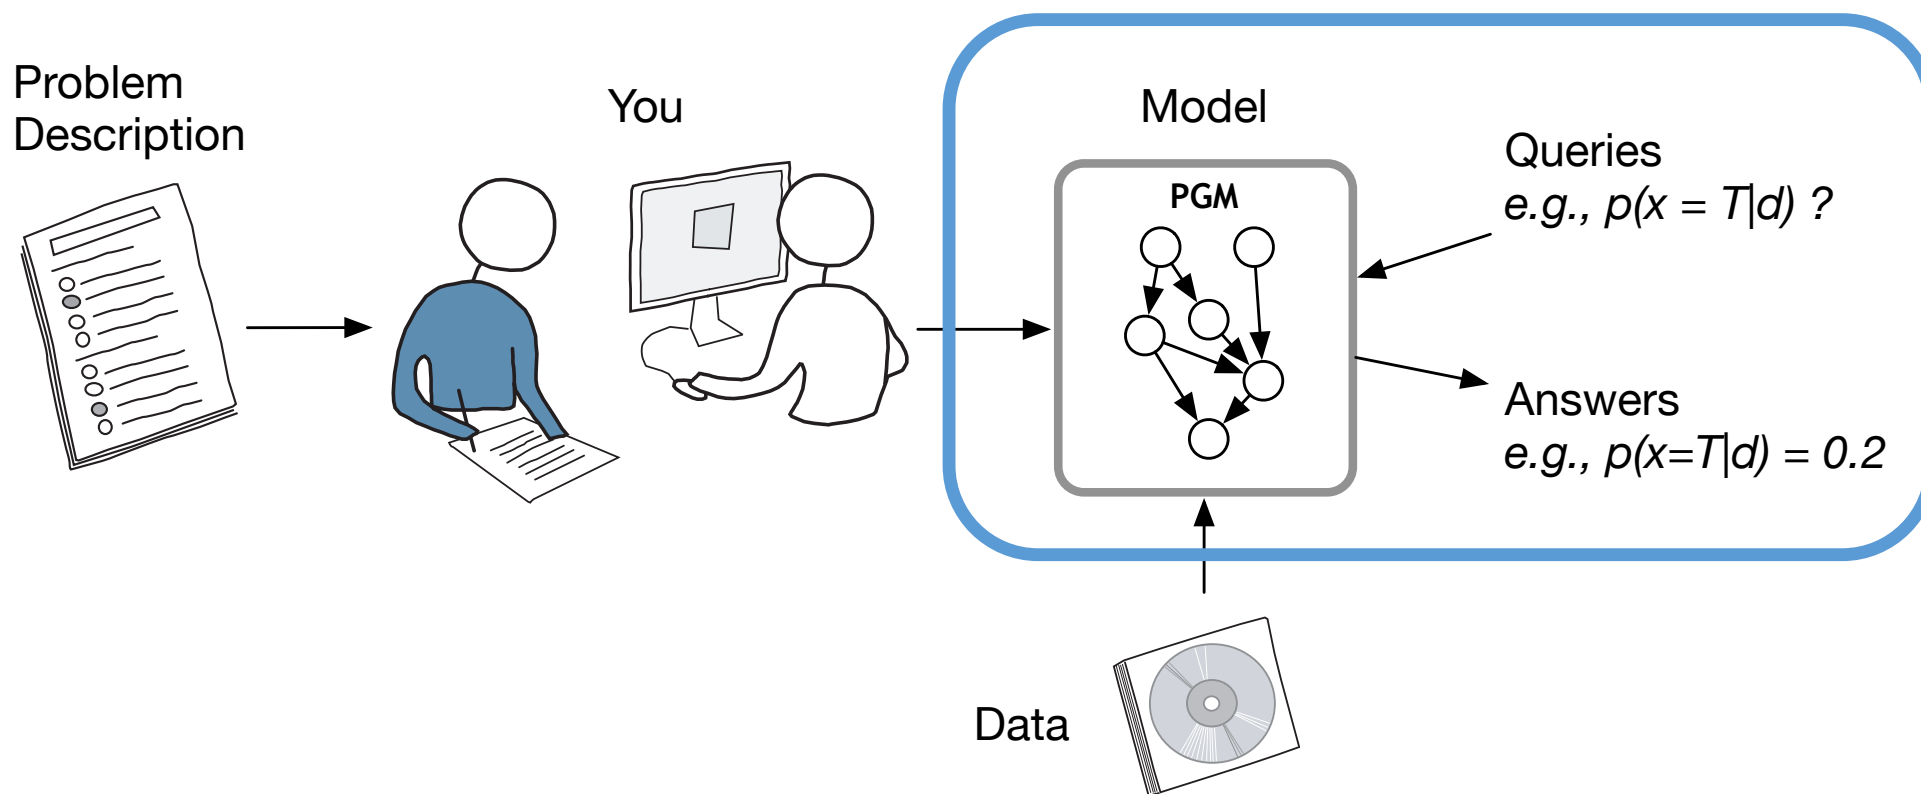 Problem
Description
You
Model
PGM
Queries
e.g., p(x = T|d) ?
Answers
e.g., p(x=T|d) = 0.2
Data